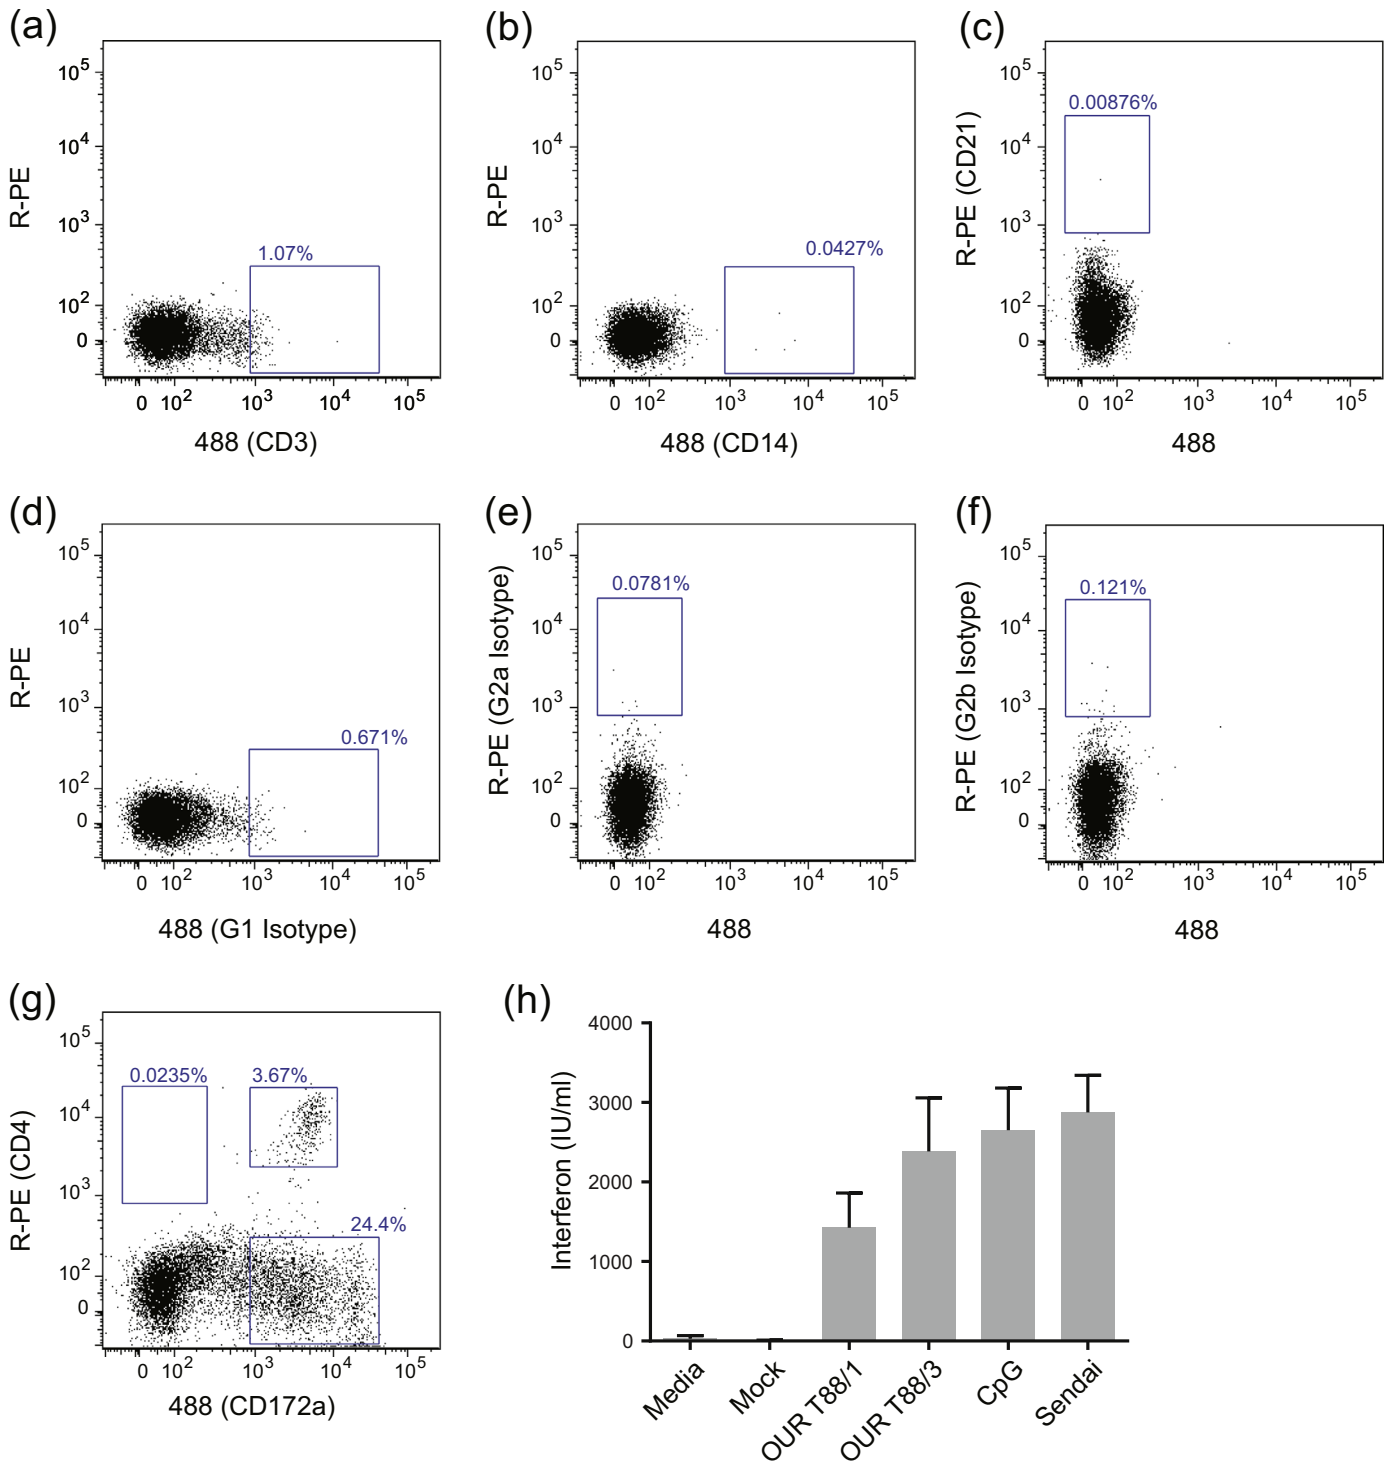 (a)
10^5
10^4
10^3
10^2
0
R-PE
1.07%
0 10^2 10^3 10^4 10^5
488 (CD3)
(b)
10^5
10^4
10^3
10^2
0
R-PE
0.0427%
0 10^2 10^3 10^4 10^5
488 (CD14)
(c)
10^5
10^4
10^3
10^2
0
R-PE (CD21)
0.00876%
0 10^2 10^3 10^4 10^5
488
(d)
10^5
10^4
10^3
10^2
0
R-PE
0.671%
0 10^2 10^3 10^4 10^5
488 (G1 Isotype)
(e)
10^5
10^4
10^3
10^2
0
R-PE (G2a Isotype)
0.0781%
0 10^2 10^3 10^4 10^5
488
(f)
10^5
10^4
10^3
10^2
0
R-PE (G2b Isotype)
0.121%
0 10^2 10^3 10^4 10^5
488
(g)
10^5
10^4
10^3
10^2
0
R-PE (CD4)
0.0235% 3.67%
24.4%
0 10^2 10^3 10^4 10^5
488 (CD172a)
(h)
4000
3000
2000
1000
0
Interferon (IU/ml)
Media
Mock
OUR T88/1
OUR T88/3
CpG
Sendai